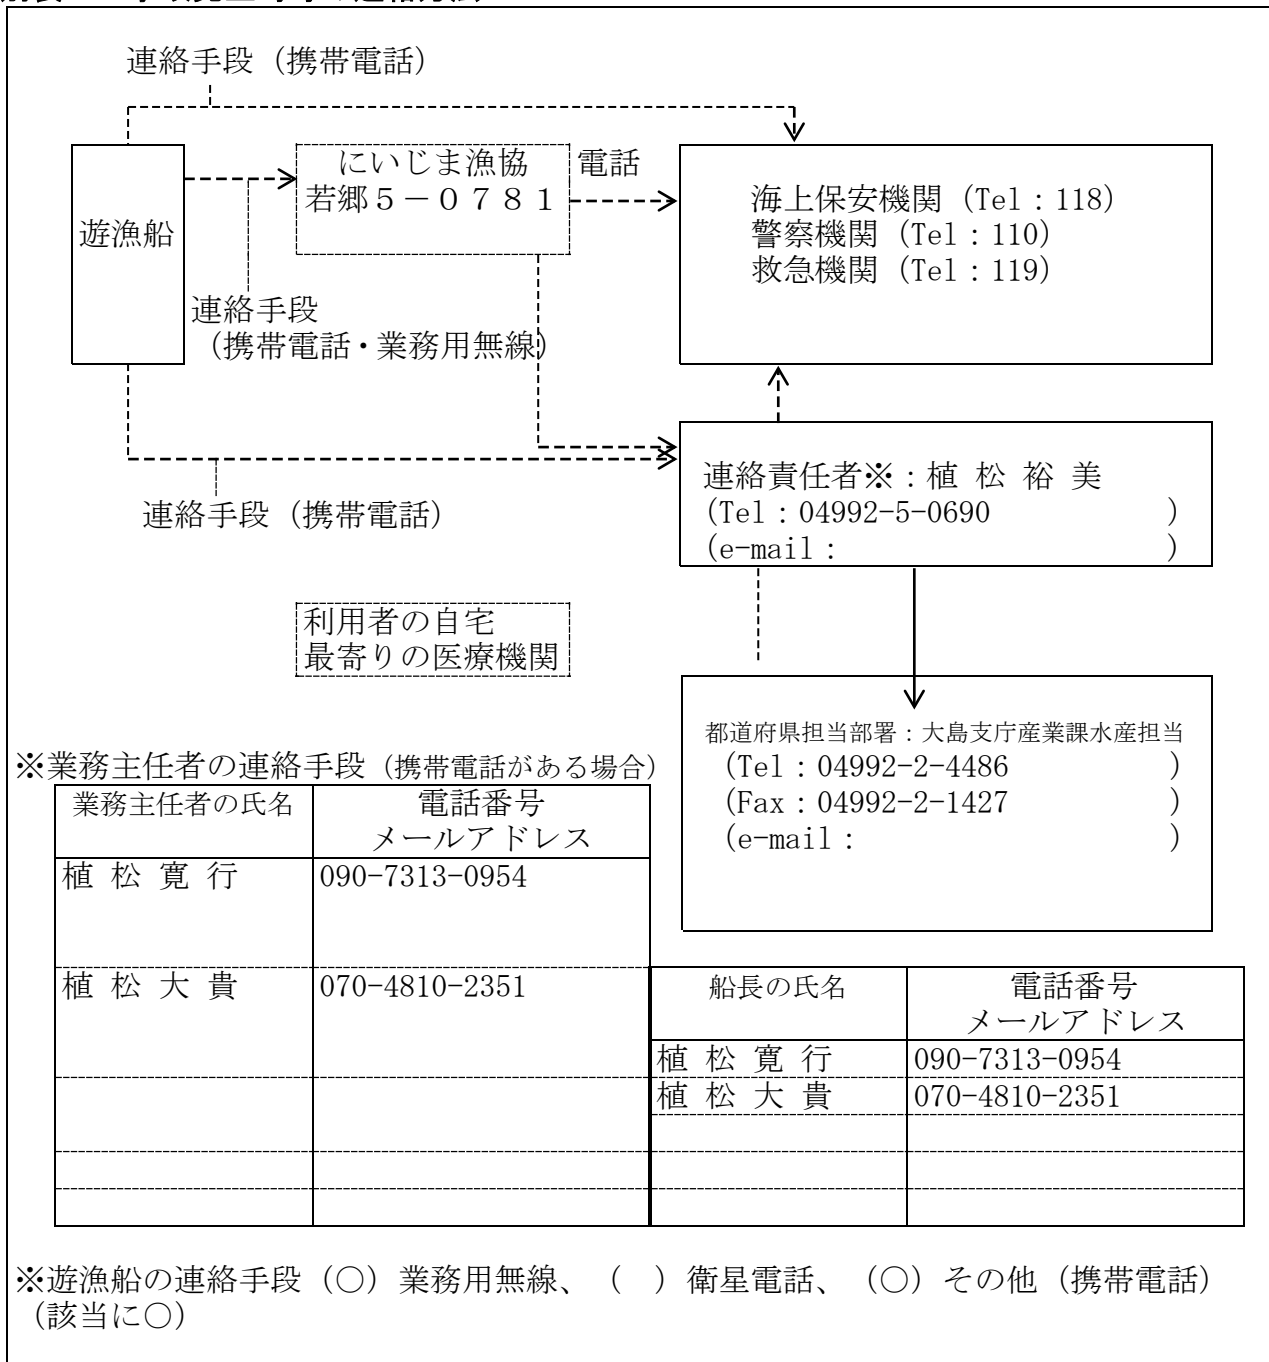 連絡手段（携帯電話）
遊漁船
にいじま漁協
若郷５－０７８１
電話
海上保安機関（Tel：118）
警察機関（Tel：110）
救急機関（Tel：119）
連絡手段
（携帯電話・業務用無線）
連絡責任者※：植 松 裕 美
（Tel：04992-5-0690 ）
（e-mail： ）
連絡手段（携帯電話）
利用者の自宅
最寄りの医療機関
都道府県担当部署：大島支庁産業課水産担当
（Tel：04992-2-4486 ）
（Fax：04992-2-1427 ）
（e-mail： ）
※業務主任者の連絡手段（携帯電話がある場合）
業務主任者の氏名 電話番号
メールアドレス
植 松 寛 行 090-7313-0954
植 松 大 貴 070-4810-2351
船長の氏名 電話番号
メールアドレス
植 松 寛 行 090-7313-0954
植 松 大 貴 070-4810-2351
※遊漁船の連絡手段（○）業務用無線、（ ）衛星電話、（○）その他（携帯電話）
（該当に○）